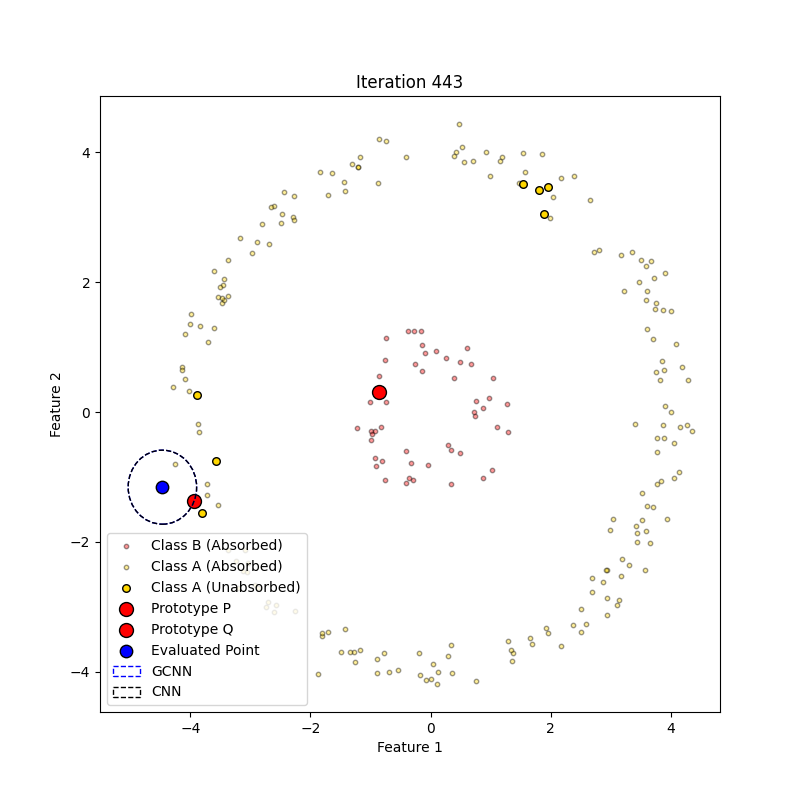 Iteration 443
Feature 2
4
2
0
−2
−4
Class B (Absorbed)
Class A (Absorbed)
Class A (Unabsorbed)
Prototype P
Prototype Q
Evaluated Point
GCNN
CNN
−4 −2 0 2 4
Feature 1